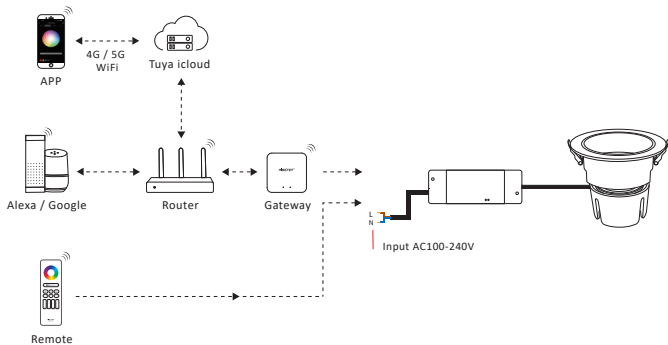 4G / 5G
WiFi
APP
Tuya icloud
Alexa / Google
Router
Gateway
L
N
Input AC100-240V
Remote